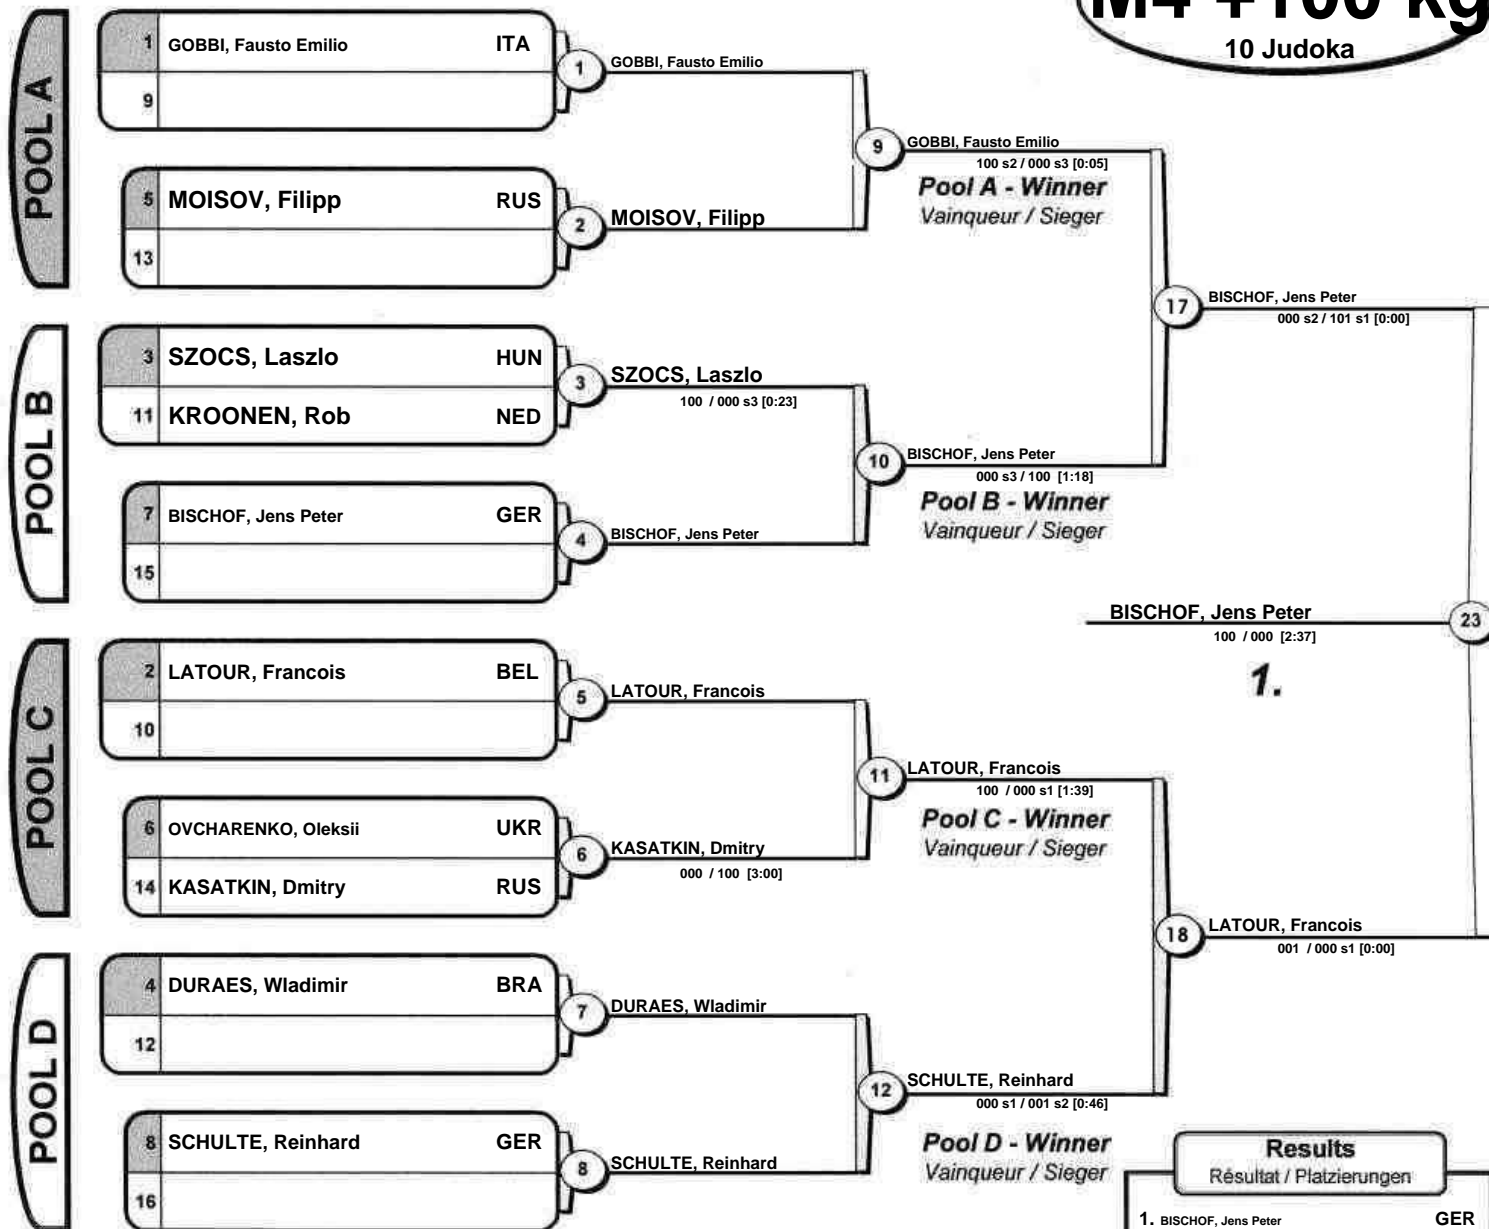 M4 +100 kg
10 Judoka
POOL A
1 GOBBI, Fausto Emilio ITA
9
1 GOBBI, Fausto Emilio
5 MOISOV, Filipp RUS
13
2 MOISOV, Filipp
9 GOBBI, Fausto Emilio
100 s2 / 000 s3 [0:05]
Pool A - Winner
Vainqueur / Sieger
POOL B
3 SZOCS, Laszlo HUN
11 KROONEN, Rob NED
3 SZOCS, Laszlo
100 / 000 s3 [0:23]
7 BISCHOF, Jens Peter GER
15
4 BISCHOF, Jens Peter
10 BISCHOF, Jens Peter
000 s3 / 100 [1:18]
Pool B - Winner
Vainqueur / Sieger
17 BISCHOF, Jens Peter
000 s2 / 101 s1 [0:00]
BISCHOF, Jens Peter 23
100 / 000 [2:37]
1.
POOL C
2 LATOUR, Francois BEL
10
5 LATOUR, Francois
6 OVCHARENKO, Oleksii UKR
14 KASATKIN, Dmitry RUS
6 KASATKIN, Dmitry
000 / 100 [3:00]
11 LATOUR, Francois
100 / 000 s1 [1:39]
Pool C - Winner
Vainqueur / Sieger
18 LATOUR, Francois
001 / 000 s1 [0:00]
POOL D
4 DURAES, Wladimir BRA
12
7 DURAES, Wladimir
8 SCHULTE, Reinhard GER
16
8 SCHULTE, Reinhard
12 SCHULTE, Reinhard
000 s1 / 001 s2 [0:46]
Pool D - Winner
Vainqueur / Sieger
Results
Résultat / Platzierungen
1. BISCHOF, Jens Peter GER